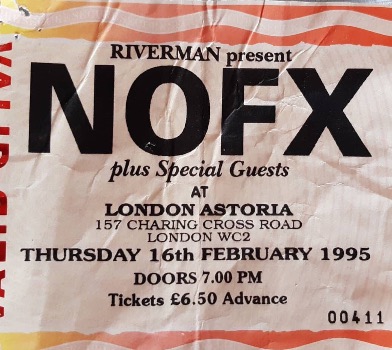 RIVERMAN present
NOFX
plus Special Guests
AT
LONDON ASTORIA
157 CHARING CROSS ROAD
LONDON WC2
THURSDAY 16th FEBRUARY 1995
DOORS 7.00 PM
Tickets £6.50 Advance
00411